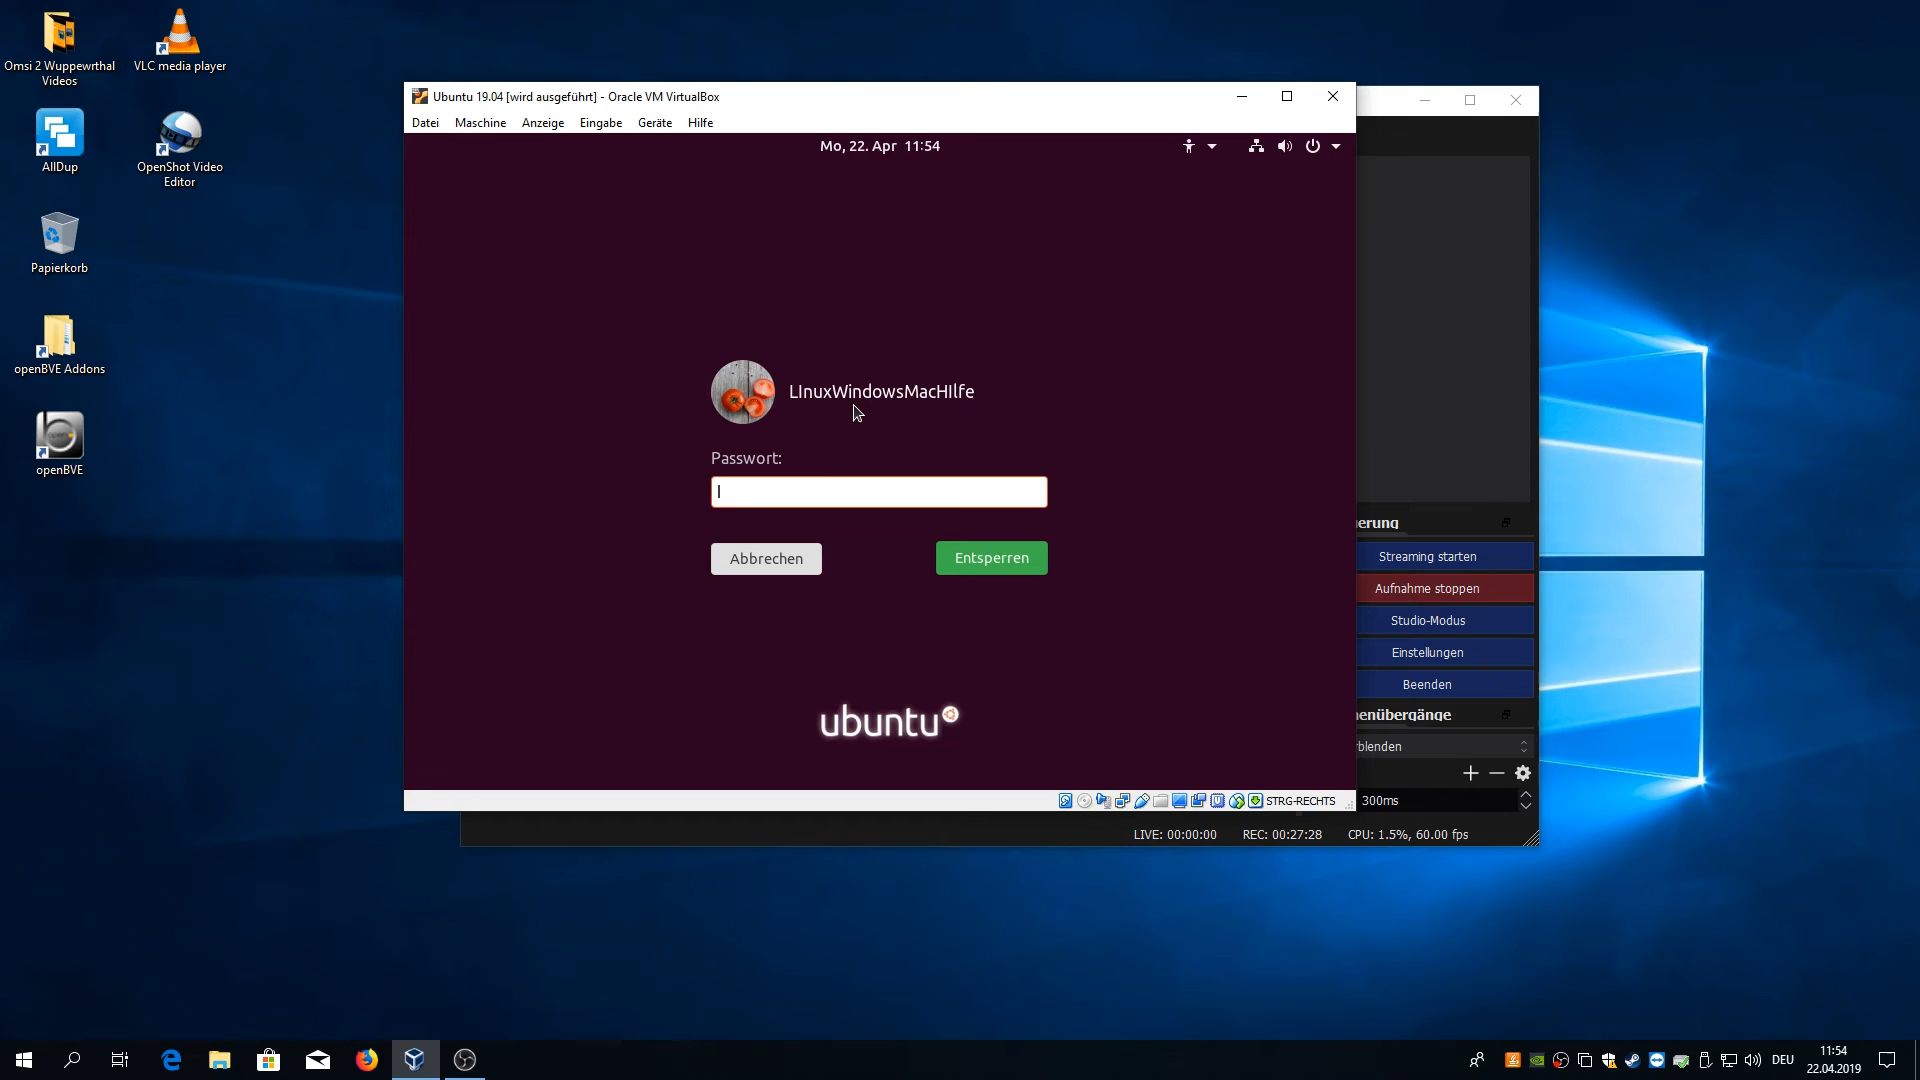 Omsi 2 Wuppewrthal
Videos
VLC media player
AllDup
OpenShot Video
Editor
Papierkorb
openBVE Addons
openBVE
Ubuntu 19.04 [wird ausgeführt] - Oracle VM VirtualBox
Datei Maschine Anzeige Eingabe Geräte Hilfe
Mo, 22. Apr 11:54
LInuxWindowsMacHIlfe
Passwort:
Abbrechen Entsperren
ubuntu
STRG-RECHTS
ierung
Streaming starten
Aufnahme stoppen
Studio-Modus
Einstellungen
Beenden
enübergänge
rblenden
300ms
LIVE: 00:00:00 REC: 00:27:28 CPU: 1.5%, 60.00 fps
DEU
11:54
22.04.2019